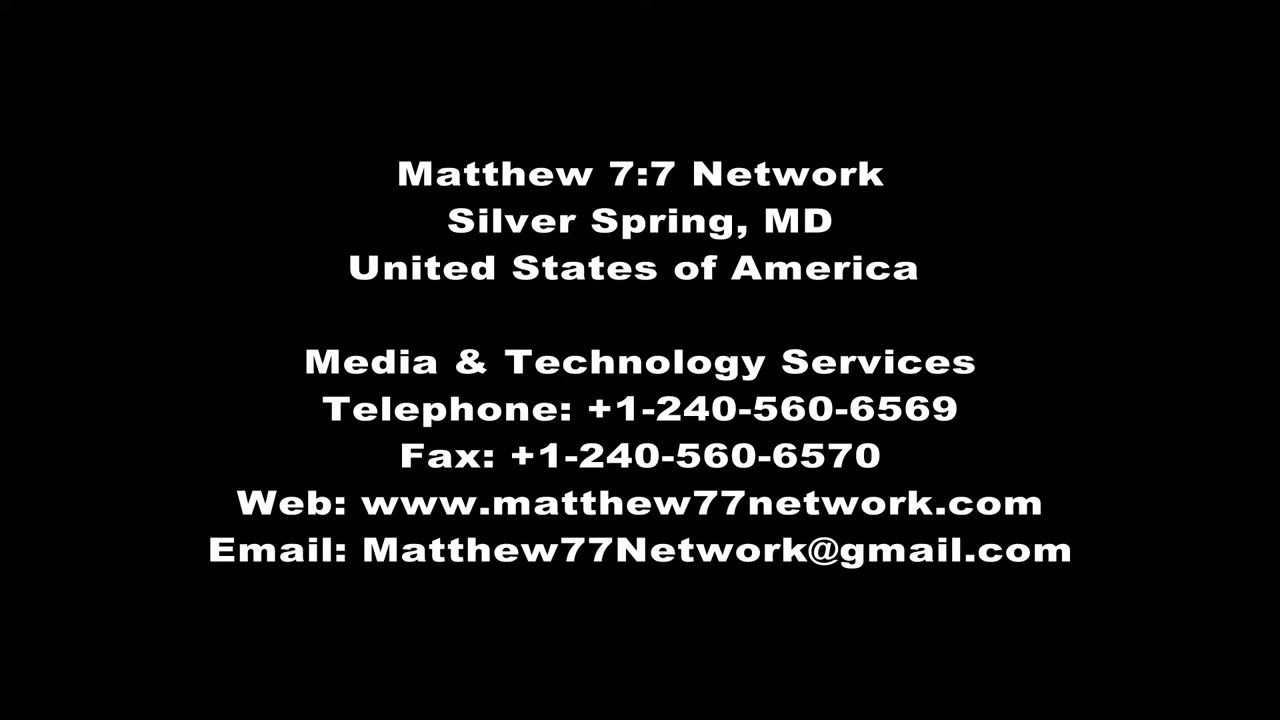 Matthew 7:7 Network
Silver Spring, MD
United States of America
Media & Technology Services
Telephone: +1-240-560-6569
Fax: +1-240-560-6570
Web: www.matthew77network.com
Email: Matthew77Network@gmail.com